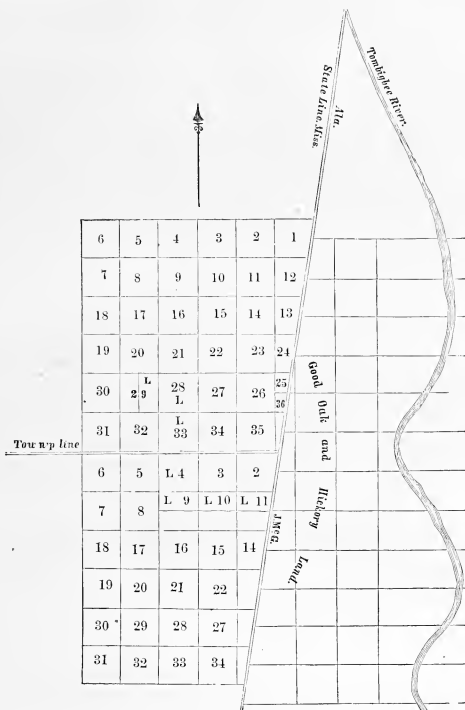 Tombigbee River.
Ala.
State Line. Miss.
6 5 4 3 2 1
7 8 9 10 11 12
18 17 16 15 14 13
19 20 21 22 23 24
L
30 29 28 27 26 25
L
36
L
31 32 33 34 35
Town'p line
6 5 L 4 3 2
L 9 L 10 L 11
7 8
18 17 16 15 14
19 20 21 22
30 29 28 27
31 32 33 34
J. McG.
Good Oak and Hickory Land.